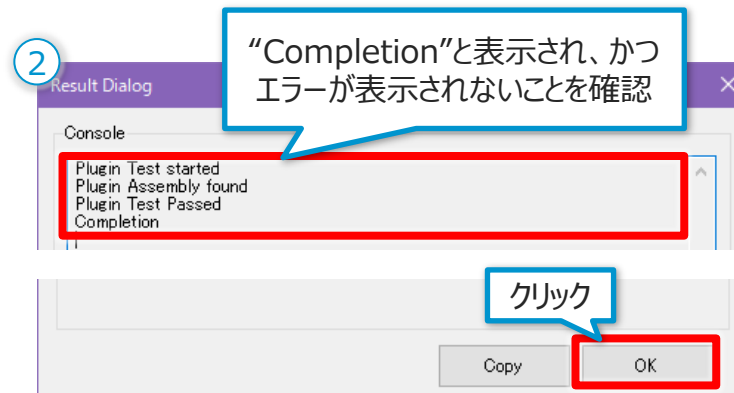 2
“Completion”と表示され、かつ
エラーが表示されないことを確認
Result Dialog
Console
Plugin Test started
Plugin Assembly found
Plugin Test Passed
Completion
クリック
Copy
OK